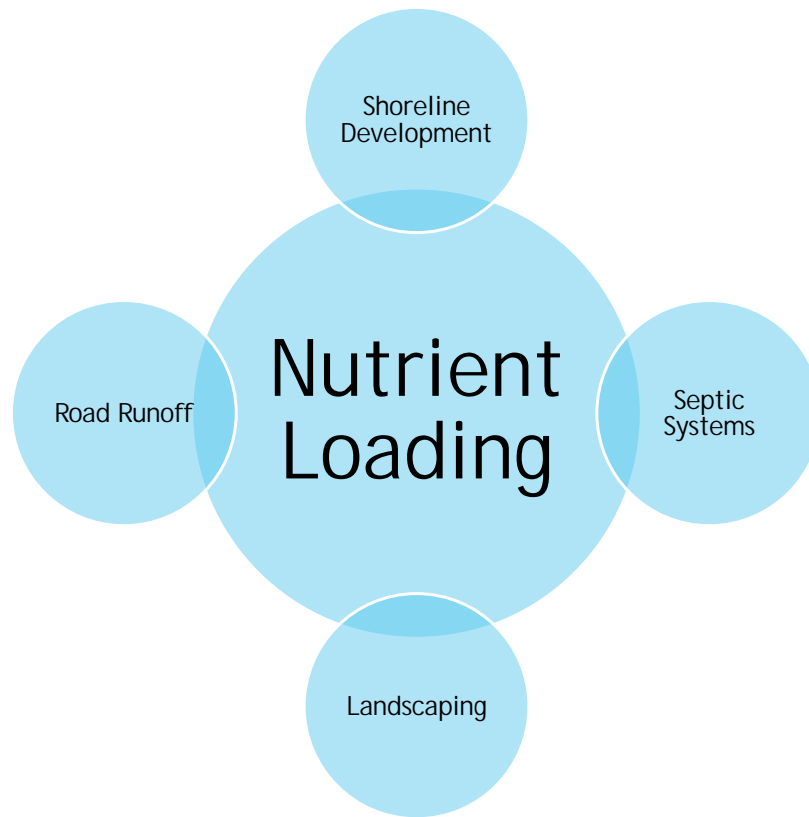 Shoreline
Development
Nutrient
Loading
Road Runoff
Septic
Systems
Landscaping